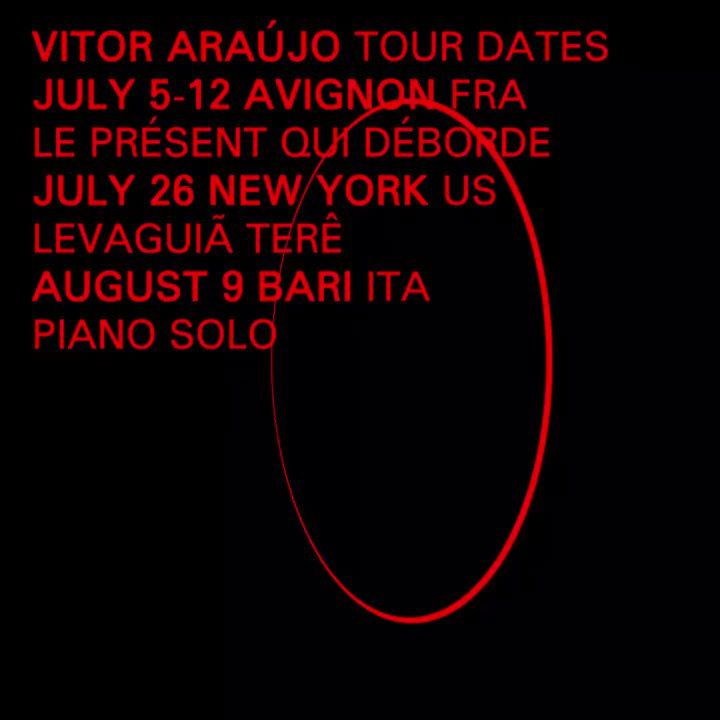 VITOR ARAÚJO TOUR DATES
JULY 5-12 AVIGNON FRA
LE PRÉSENT QUI DÉBORDE
JULY 26 NEW YORK US
LEVAGUIÃ TERÊ
AUGUST 9 BARI ITA
PIANO SOLO